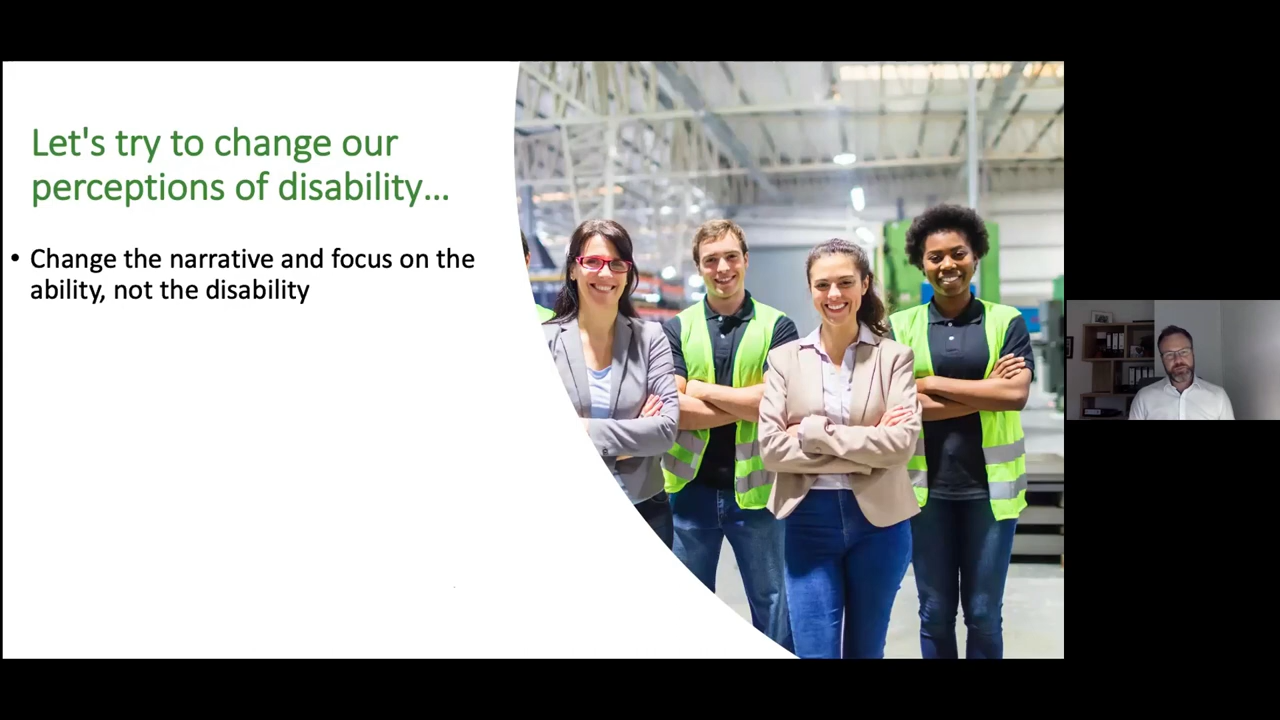 Let's try to change our
perceptions of disability...
• Change the narrative and focus on the
ability, not the disability